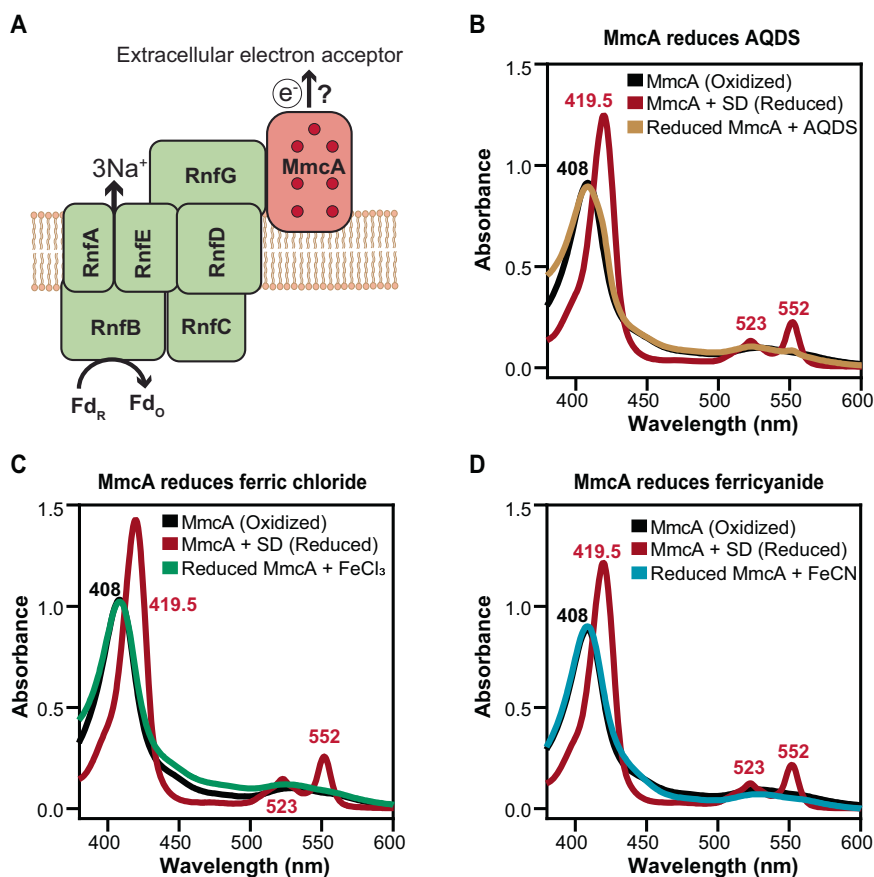 A
Extracellular electron acceptor
e⁻ ?
3Na⁺
RnfG
MmcA
RnfA
RnfE
RnfD
RnfB
RnfC
Fd_R
Fd_O
B
MmcA reduces AQDS
MmcA (Oxidized)
MmcA + SD (Reduced)
Reduced MmcA + AQDS
419.5
408
523
552
1.5
1.0
0.5
0.0
Absorbance
400 450 500 550 600
Wavelength (nm)
C
MmcA reduces ferric chloride
MmcA (Oxidized)
MmcA + SD (Reduced)
Reduced MmcA + FeCl₃
408
419.5
552
523
1.5
1.0
0.5
0.0
Absorbance
400 450 500 550 600
Wavelength (nm)
D
MmcA reduces ferricyanide
MmcA (Oxidized)
MmcA + SD (Reduced)
Reduced MmcA + FeCN
419.5
408
523
552
1.5
1.0
0.5
0.0
Absorbance
400 450 500 550 600
Wavelength (nm)